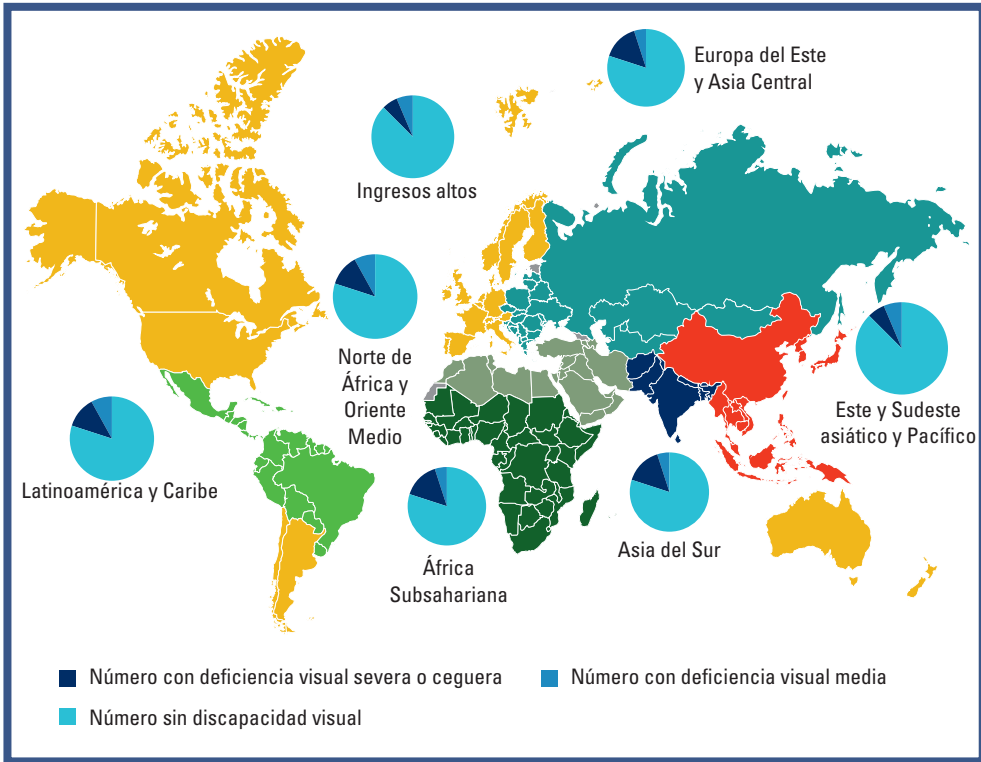 Europa del Este
y Asia Central
Ingresos altos
Norte de
África y
Oriente
Medio
Este y Sudeste
asiático y Pacífico
Latinoamérica y Caribe
África
Subsahariana
Asia del Sur
Número con deficiencia visual severa o ceguera
Número con deficiencia visual media
Número sin discapacidad visual